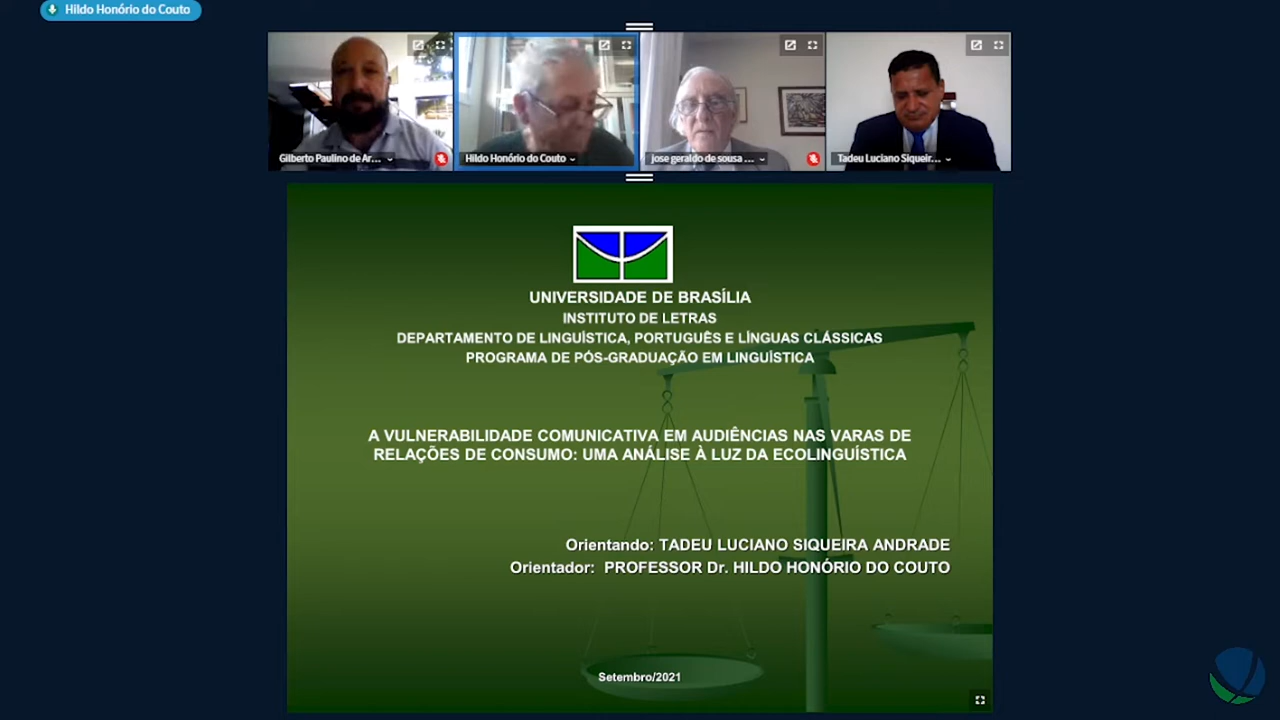 Hildo Honório do Couto
Gilberto Paulino de Ar...
Hildo Honório do Couto
jose geraldo de sousa ...
Tadeu Luciano Siqueir...
UNIVERSIDADE DE BRASÍLIA
INSTITUTO DE LETRAS
DEPARTAMENTO DE LINGUÍSTICA, PORTUGUÊS E LÍNGUAS CLÁSSICAS
PROGRAMA DE PÓS-GRADUAÇÃO EM LINGUÍSTICA
A VULNERABILIDADE COMUNICATIVA EM AUDIÊNCIAS NAS VARAS DE
RELAÇÕES DE CONSUMO: UMA ANÁLISE À LUZ DA ECOLINGUÍSTICA
Orientando: TADEU LUCIANO SIQUEIRA ANDRADE
Orientador: PROFESSOR Dr. HILDO HONÓRIO DO COUTO
Setembro/2021